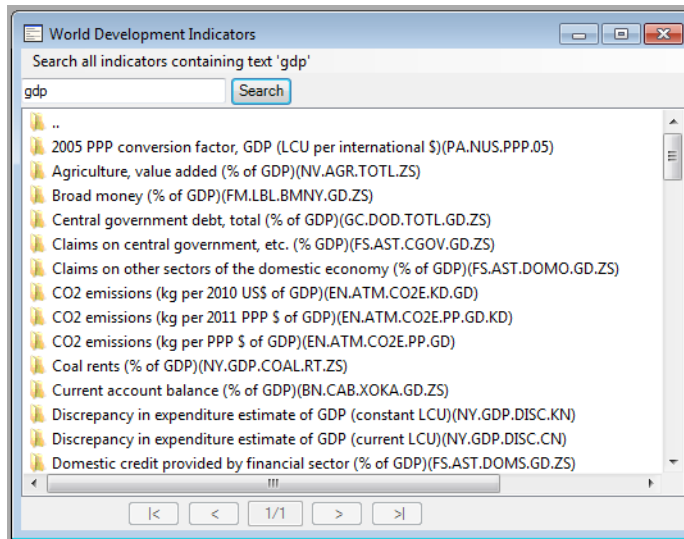 World Development Indicators
Search all indicators containing text 'gdp'
gdp Search
..
2005 PPP conversion factor, GDP (LCU per international $)(PA.NUS.PPP.05)
Agriculture, value added (% of GDP)(NV.AGR.TOTL.ZS)
Broad money (% of GDP)(FM.LBL.BMNY.GD.ZS)
Central government debt, total (% of GDP)(GC.DOD.TOTL.GD.ZS)
Claims on central government, etc. (% GDP)(FS.AST.CGOV.GD.ZS)
Claims on other sectors of the domestic economy (% of GDP)(FS.AST.DOMO.GD.ZS)
CO2 emissions (kg per 2010 US$ of GDP)(EN.ATM.CO2E.KD.GD)
CO2 emissions (kg per 2011 PPP $ of GDP)(EN.ATM.CO2E.PP.GD.KD)
CO2 emissions (kg per PPP $ of GDP)(EN.ATM.CO2E.PP.GD)
Coal rents (% of GDP)(NY.GDP.COAL.RT.ZS)
Current account balance (% of GDP)(BN.CAB.XOKA.GD.ZS)
Discrepancy in expenditure estimate of GDP (constant LCU)(NY.GDP.DISC.KN)
Discrepancy in expenditure estimate of GDP (current LCU)(NY.GDP.DISC.CN)
Domestic credit provided by financial sector (% of GDP)(FS.AST.DOMS.GD.ZS)
|< < 1/1 > >|